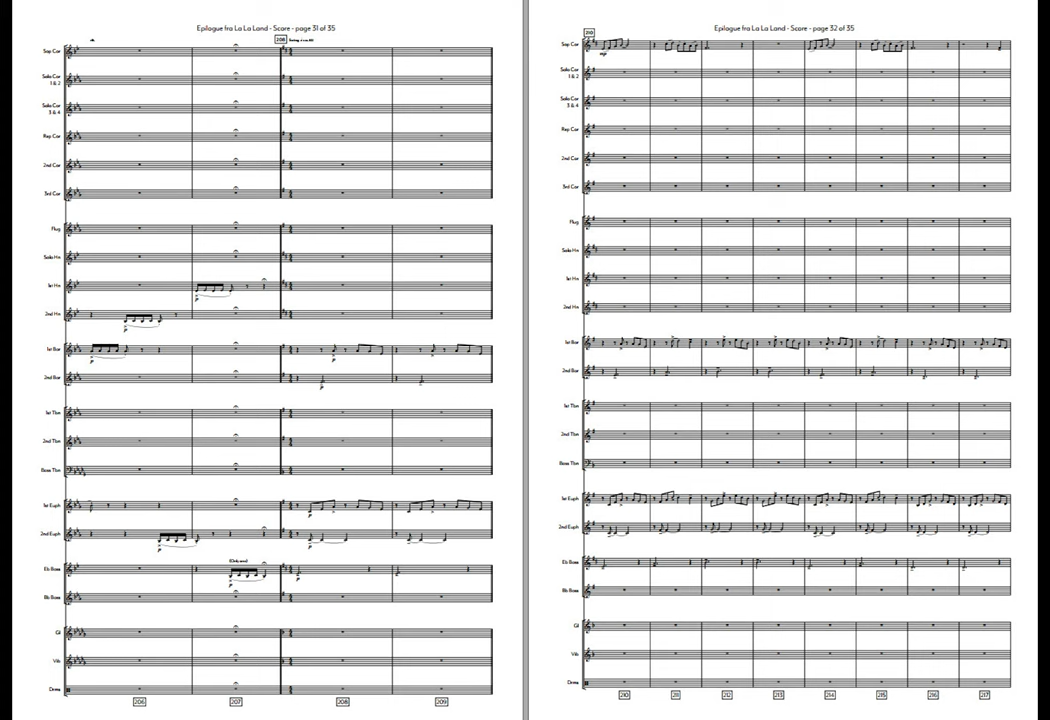 Epilogue fra La La Land - Score - page 31 of 35
208
Sop Cor
Solo Cor
1 & 2
Solo Cor
3 & 4
Rep Cor
2nd Cor
3rd Cor
Flug
Solo Hn
1st Hn
p
2nd Hn
p
1st Bar
p
p
2nd Bar
p
1st Tbn
2nd Tbn
Bass Tbn
1st Euph
p
2nd Euph
p
p
(Only one)
Eb Bass
p
p
Bb Bass
Gl
Vib
Drms
206
207
208
209
Epilogue fra La La Land - Score - page 32 of 35
210
Sop Cor
mp
Solo Cor
1 & 2
Solo Cor
3 & 4
Rep Cor
2nd Cor
3rd Cor
Flug
Solo Hn
1st Hn
2nd Hn
1st Bar
2nd Bar
1st Tbn
2nd Tbn
Bass Tbn
1st Euph
2nd Euph
Eb Bass
Bb Bass
Gl
Vib
Drms
210
211
212
213
214
215
216
217